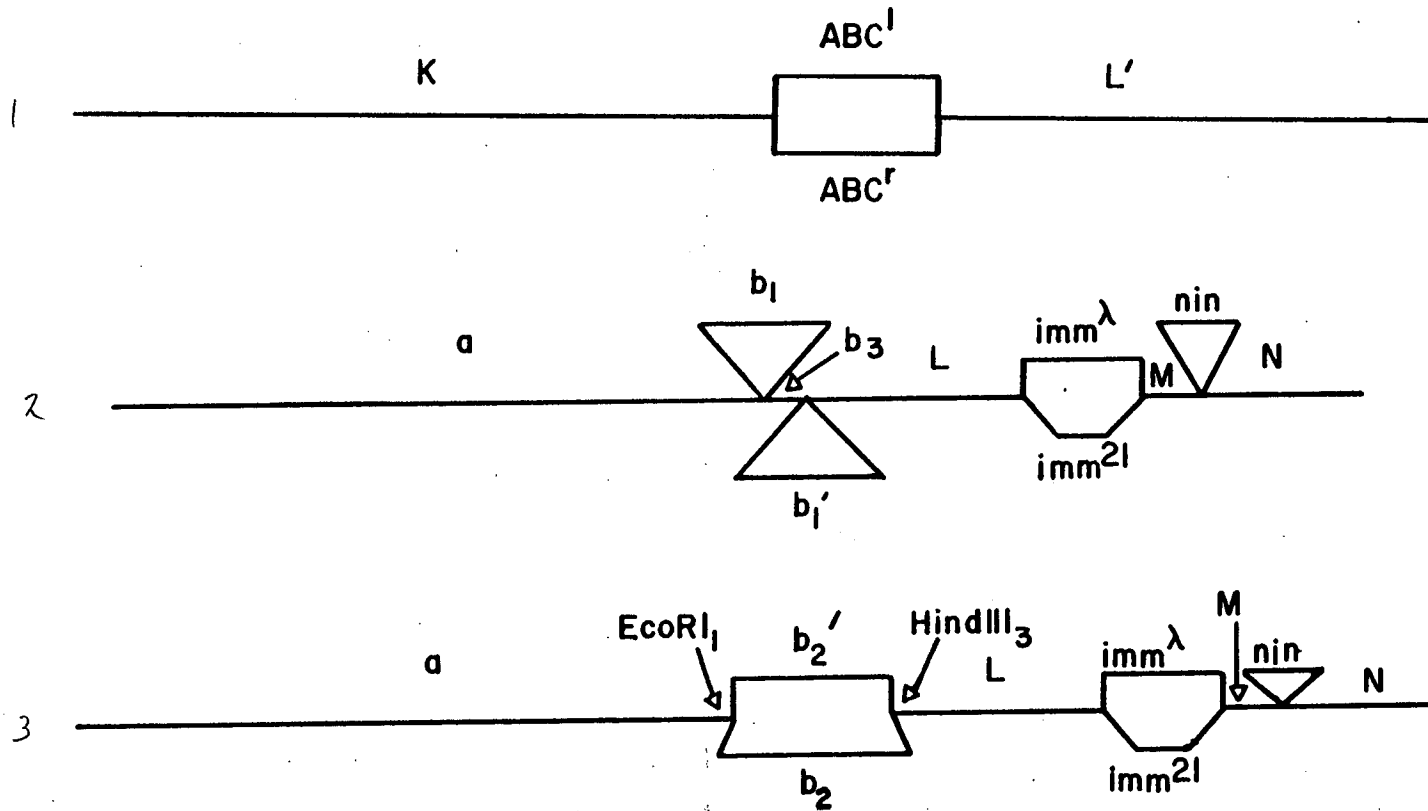 ABC^l
K L'
1
ABC^r
b₁ nin
a b₃ L imm^λ M N
2
imm^21
b₁'
M
EcoRI₁ b₂' HindIII₃
a L imm^λ nin N
3
b₂ imm^21